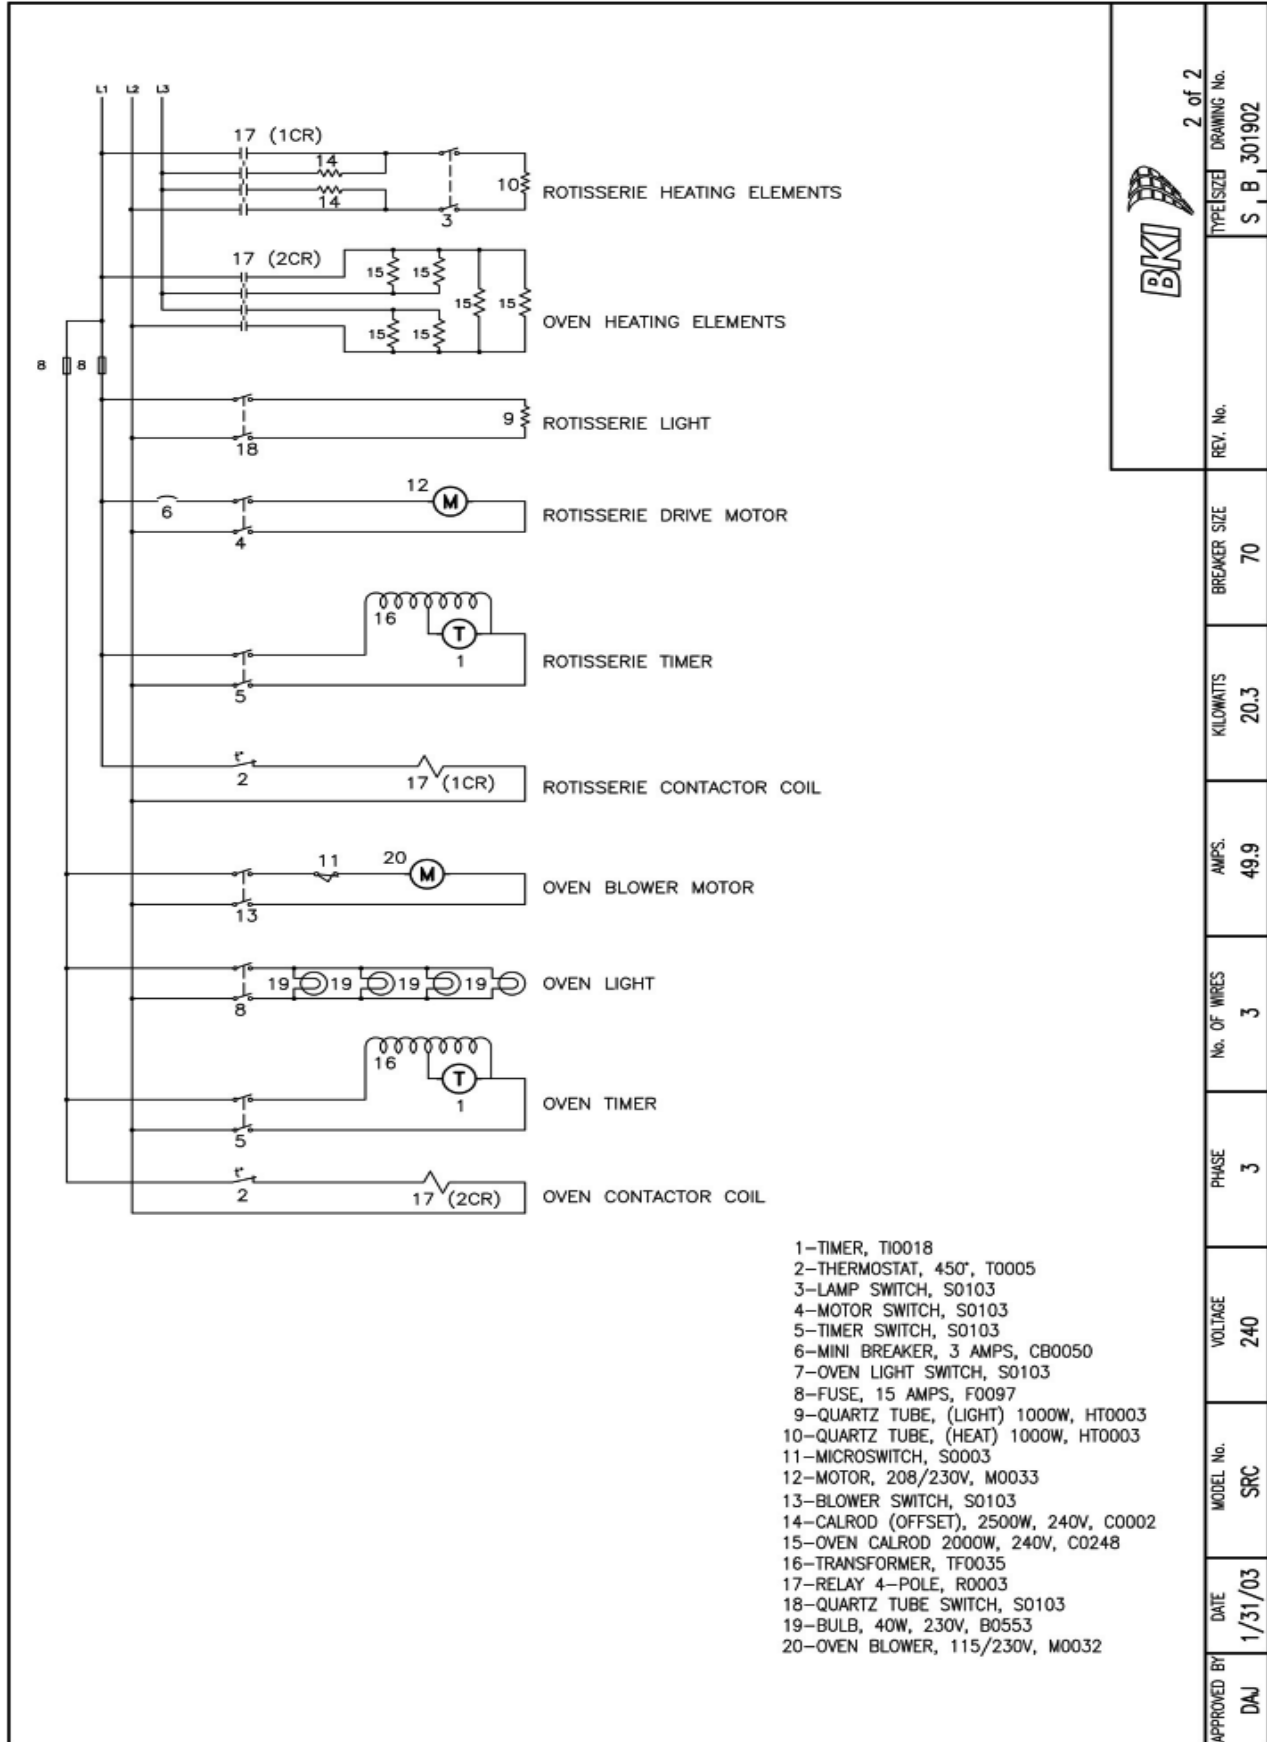 L1 L2 L3
17 (1CR)
14
14
10
3
ROTISSERIE HEATING ELEMENTS
17 (2CR)
15 15
15 15
15 15
OVEN HEATING ELEMENTS
8 8
9
18
ROTISSERIE LIGHT
12
M
6
4
ROTISSERIE DRIVE MOTOR
16
T
1
5
ROTISSERIE TIMER
t°
2
17 (1CR)
ROTISSERIE CONTACTOR COIL
11
20
M
13
OVEN BLOWER MOTOR
19 19 19 19
8
OVEN LIGHT
16
T
1
5
OVEN TIMER
t°
2
17 (2CR)
OVEN CONTACTOR COIL
1-TIMER, TI0018
2-THERMOSTAT, 450°, T0005
3-LAMP SWITCH, S0103
4-MOTOR SWITCH, S0103
5-TIMER SWITCH, S0103
6-MINI BREAKER, 3 AMPS, CB0050
7-OVEN LIGHT SWITCH, S0103
8-FUSE, 15 AMPS, F0097
9-QUARTZ TUBE, (LIGHT) 1000W, HT0003
10-QUARTZ TUBE, (HEAT) 1000W, HT0003
11-MICROSWITCH, S0003
12-MOTOR, 208/230V, M0033
13-BLOWER SWITCH, S0103
14-CALROD (OFFSET), 2500W, 240V, C0002
15-OVEN CALROD 2000W, 240V, C0248
16-TRANSFORMER, TF0035
17-RELAY 4-POLE, R0003
18-QUARTZ TUBE SWITCH, S0103
19-BULB, 40W, 230V, B0553
20-OVEN BLOWER, 115/230V, M0032
APPROVED BY
DAJ
DATE
1/31/03
MODEL No.
SRC
VOLTAGE
240
PHASE
3
No. OF WIRES
3
AMPS.
49.9
KILOWATTS
20.3
BREAKER SIZE
70
REV. No.
BKI
2 of 2
TYPE SIZE DRAWING No.
S B 301902